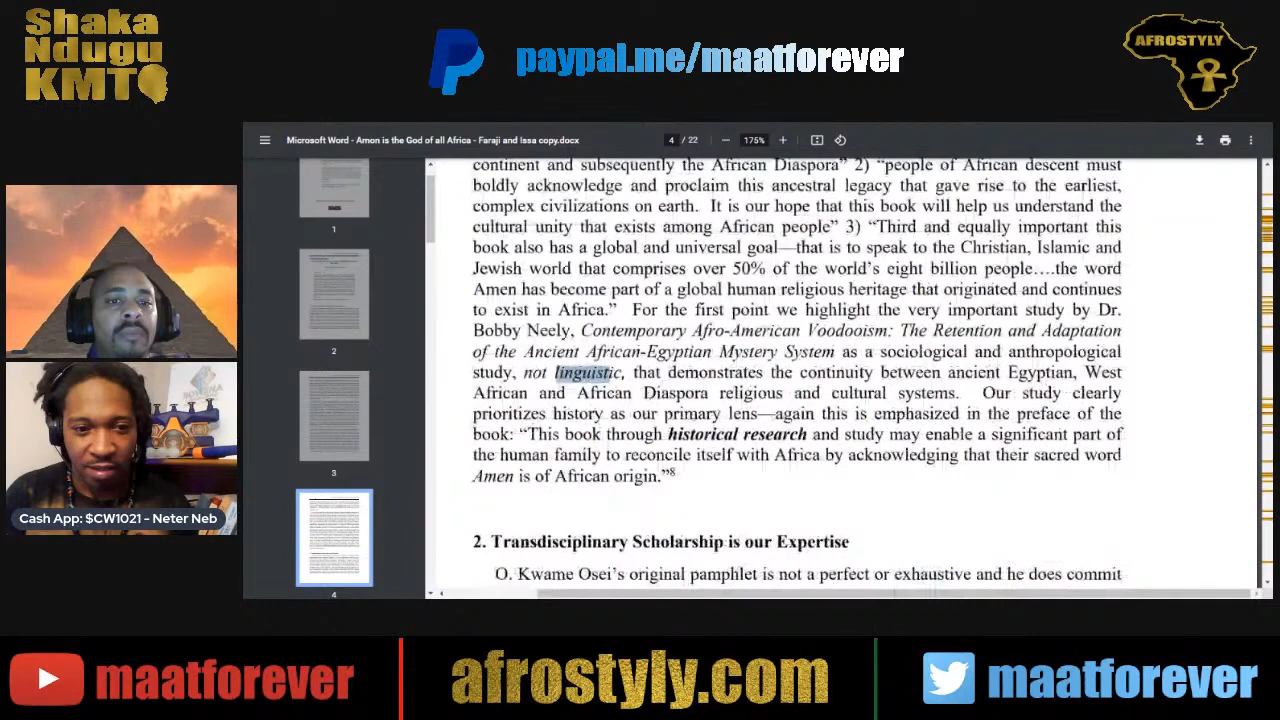 Shaka
Ndugu
KMT
paypal.me/maatforever
AFROSTYLY
Microsoft Word - Amon is the God of all Africa - Faraji and Issa copy.docx
4 / 22
175%
continent and subsequently the African Diaspora” 2) “people of African descent must
boldly acknowledge and proclaim this ancestral legacy that gave rise to the earliest,
complex civilizations on earth. It is our hope that this book will help us understand the
cultural unity that exists among African people” 3) “Third and equally important this
book also has a global and universal goal—that is to speak to the Christian, Islamic and
Jewish world that comprises over 50% of the world’s eight billion people….the word
Amen has become part of a global human religious heritage that originated and continues
to exist in Africa.” For the first point we highlight the very important study by Dr.
Bobby Neely, Contemporary Afro-American Voodooism: The Retention and Adaptation
of the Ancient African-Egyptian Mystery System as a sociological and anthropological
study, not linguistic, that demonstrates the continuity between ancient Egyptian, West
African and African Diaspora religious and cultural systems. Our study clearly
prioritizes history as our primary lens—again this is emphasized in the preface of the
book: “This book through historical research and study may enable a significant part of
the human family to reconcile itself with Africa by acknowledging that their sacred word
Amen is of African origin.”8
2. Transdisciplinary Scholarship is our Expertise
O. Kwame Osei’s original pamphlet is not a perfect or exhaustive and he does commit
1
2
3
4
Cash App: $CW1021 - Neter Neb
maatforever
afrostyly.com
maatforever